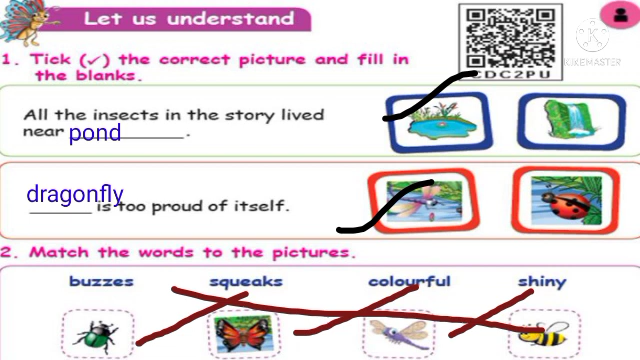 Let us understand
1. Tick (✓) the correct picture and fill in
the blanks.
CDC2PU
KINEMASTER
All the insects in the story lived
near pond________.
dragonfly
______ is too proud of itself.
2. Match the words to the pictures.
buzzes squeaks colourful shiny